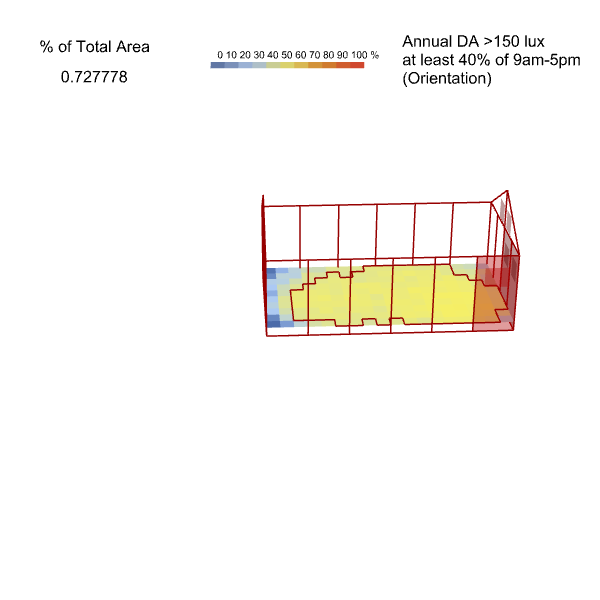 % of Total Area
0.727778
0 10 20 30 40 50 60 70 80 90 100 %
Annual DA >150 lux
at least 40% of 9am-5pm
(Orientation)